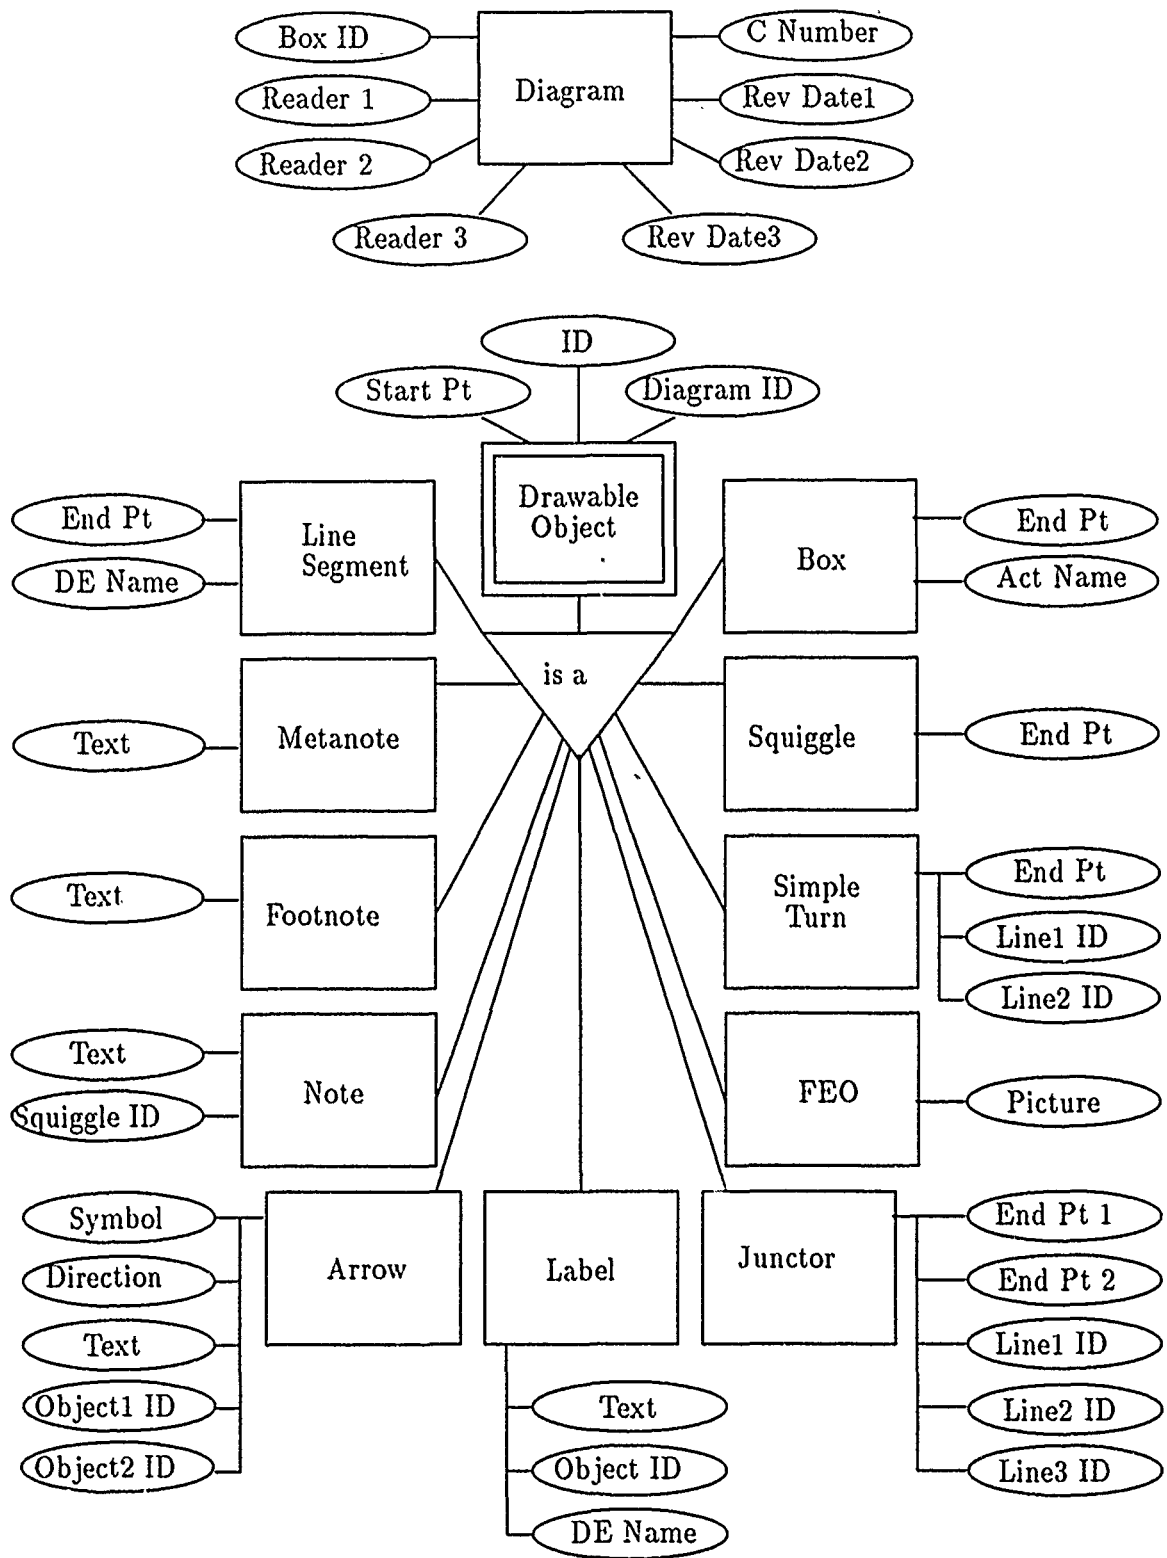 Box ID
C Number
Reader 1
Diagram
Rev Date1
Reader 2
Rev Date2
Reader 3
Rev Date3
ID
Start Pt
Diagram ID
Drawable
Object
End Pt
DE Name
Line
Segment
Box
End Pt
Act Name
is a
Text
Metanote
Squiggle
End Pt
Text
Footnote
Simple
Turn
End Pt
Line1 ID
Line2 ID
Text
Squiggle ID
Note
FEO
Picture
Symbol
Direction
Text
Object1 ID
Object2 ID
Arrow
Label
Text
Object ID
DE Name
Junctor
End Pt 1
End Pt 2
Line1 ID
Line2 ID
Line3 ID